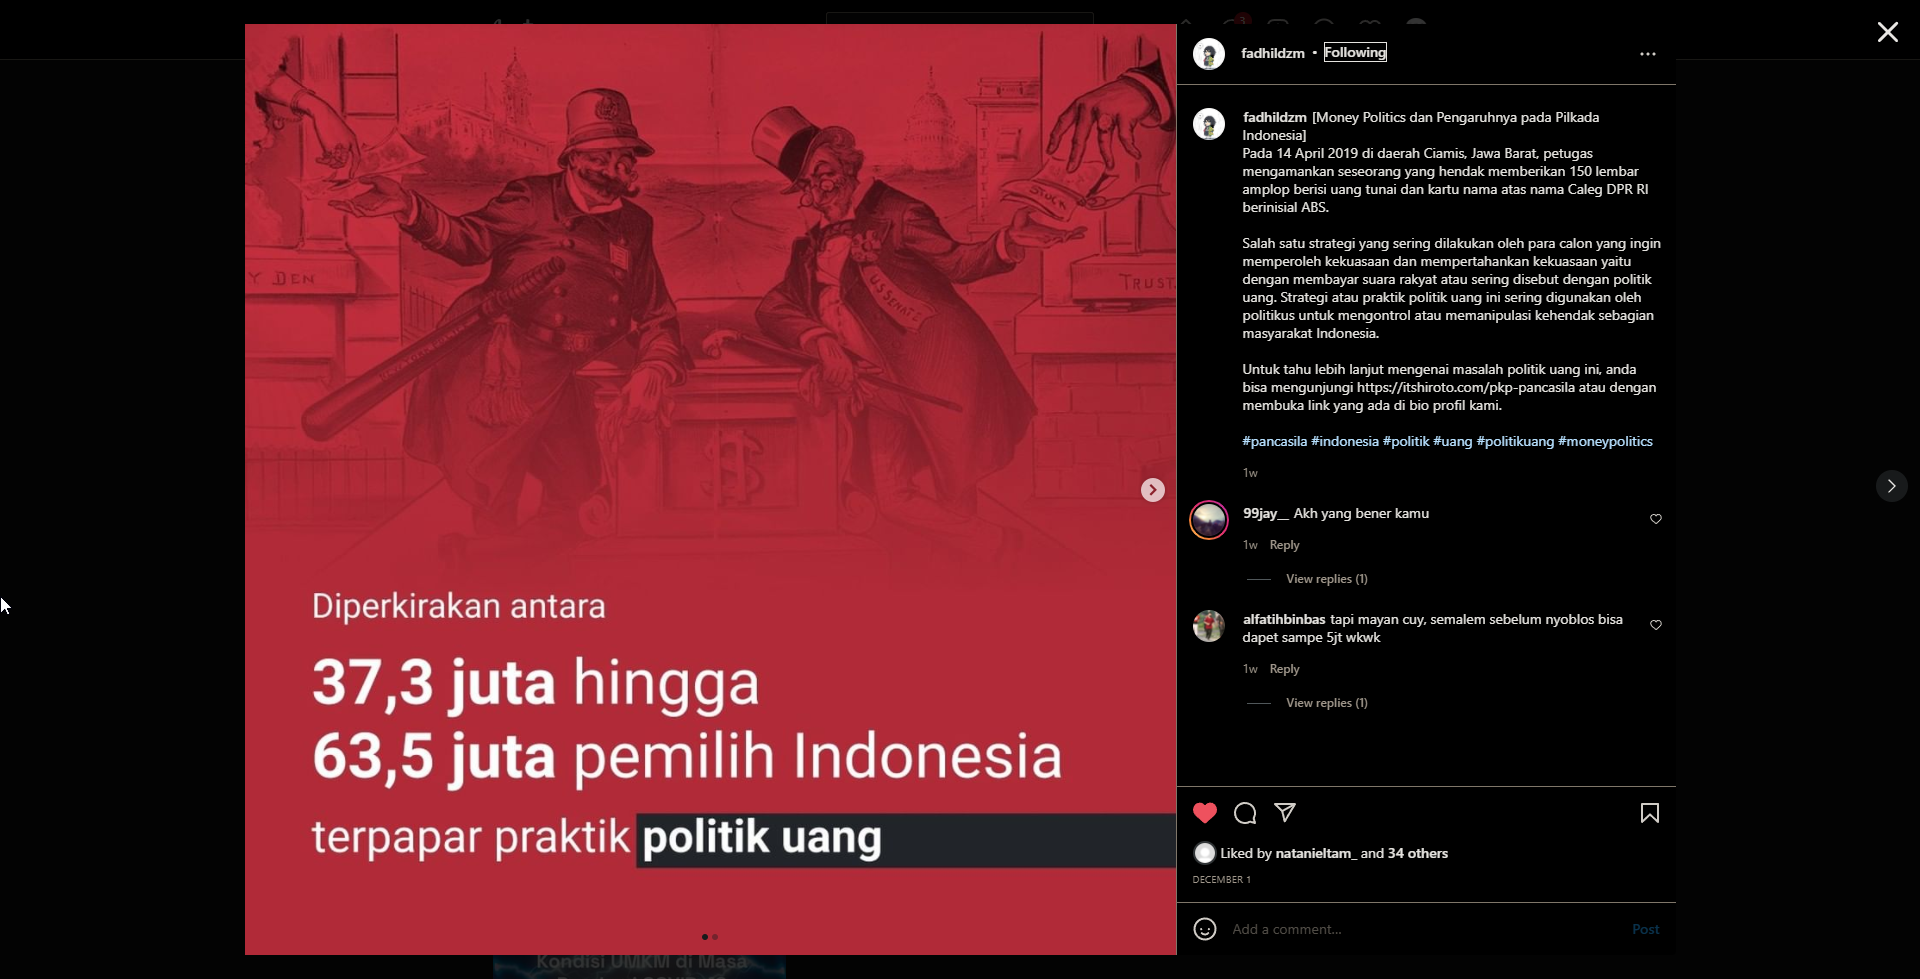 Y DEN
TRUST
U S SENATE
Diperkirakan antara
37,3 juta hingga
63,5 juta pemilih Indonesia
terpapar praktik politik uang
fadhildzm • Following
fadhildzm [Money Politics dan Pengaruhnya pada Pilkada
Indonesia]
Pada 14 April 2019 di daerah Ciamis, Jawa Barat, petugas
mengamankan seseorang yang hendak memberikan 150 lembar
amplop berisi uang tunai dan kartu nama atas nama Caleg DPR RI
berinisial ABS.
Salah satu strategi yang sering dilakukan oleh para calon yang ingin
memperoleh kekuasaan dan mempertahankan kekuasaan yaitu
dengan membayar suara rakyat atau sering disebut dengan politik
uang. Strategi atau praktik politik uang ini sering digunakan oleh
politikus untuk mengontrol atau memanipulasi kehendak sebagian
masyarakat Indonesia.
Untuk tahu lebih lanjut mengenai masalah politik uang ini, anda
bisa mengunjungi https://itshiroto.com/pkp-pancasila atau dengan
membuka link yang ada di bio profil kami.
#pancasila #indonesia #politik #uang #politikuang #moneypolitics
1w
99jay__ Akh yang bener kamu
1w Reply
View replies (1)
alfatihbinbas tapi mayan cuy, semalem sebelum nyoblos bisa
dapet sampe 5jt wkwk
1w Reply
View replies (1)
Liked by natanieltam_ and 34 others
DECEMBER 1
Add a comment... Post
3
Kondisi UMKM di Masa